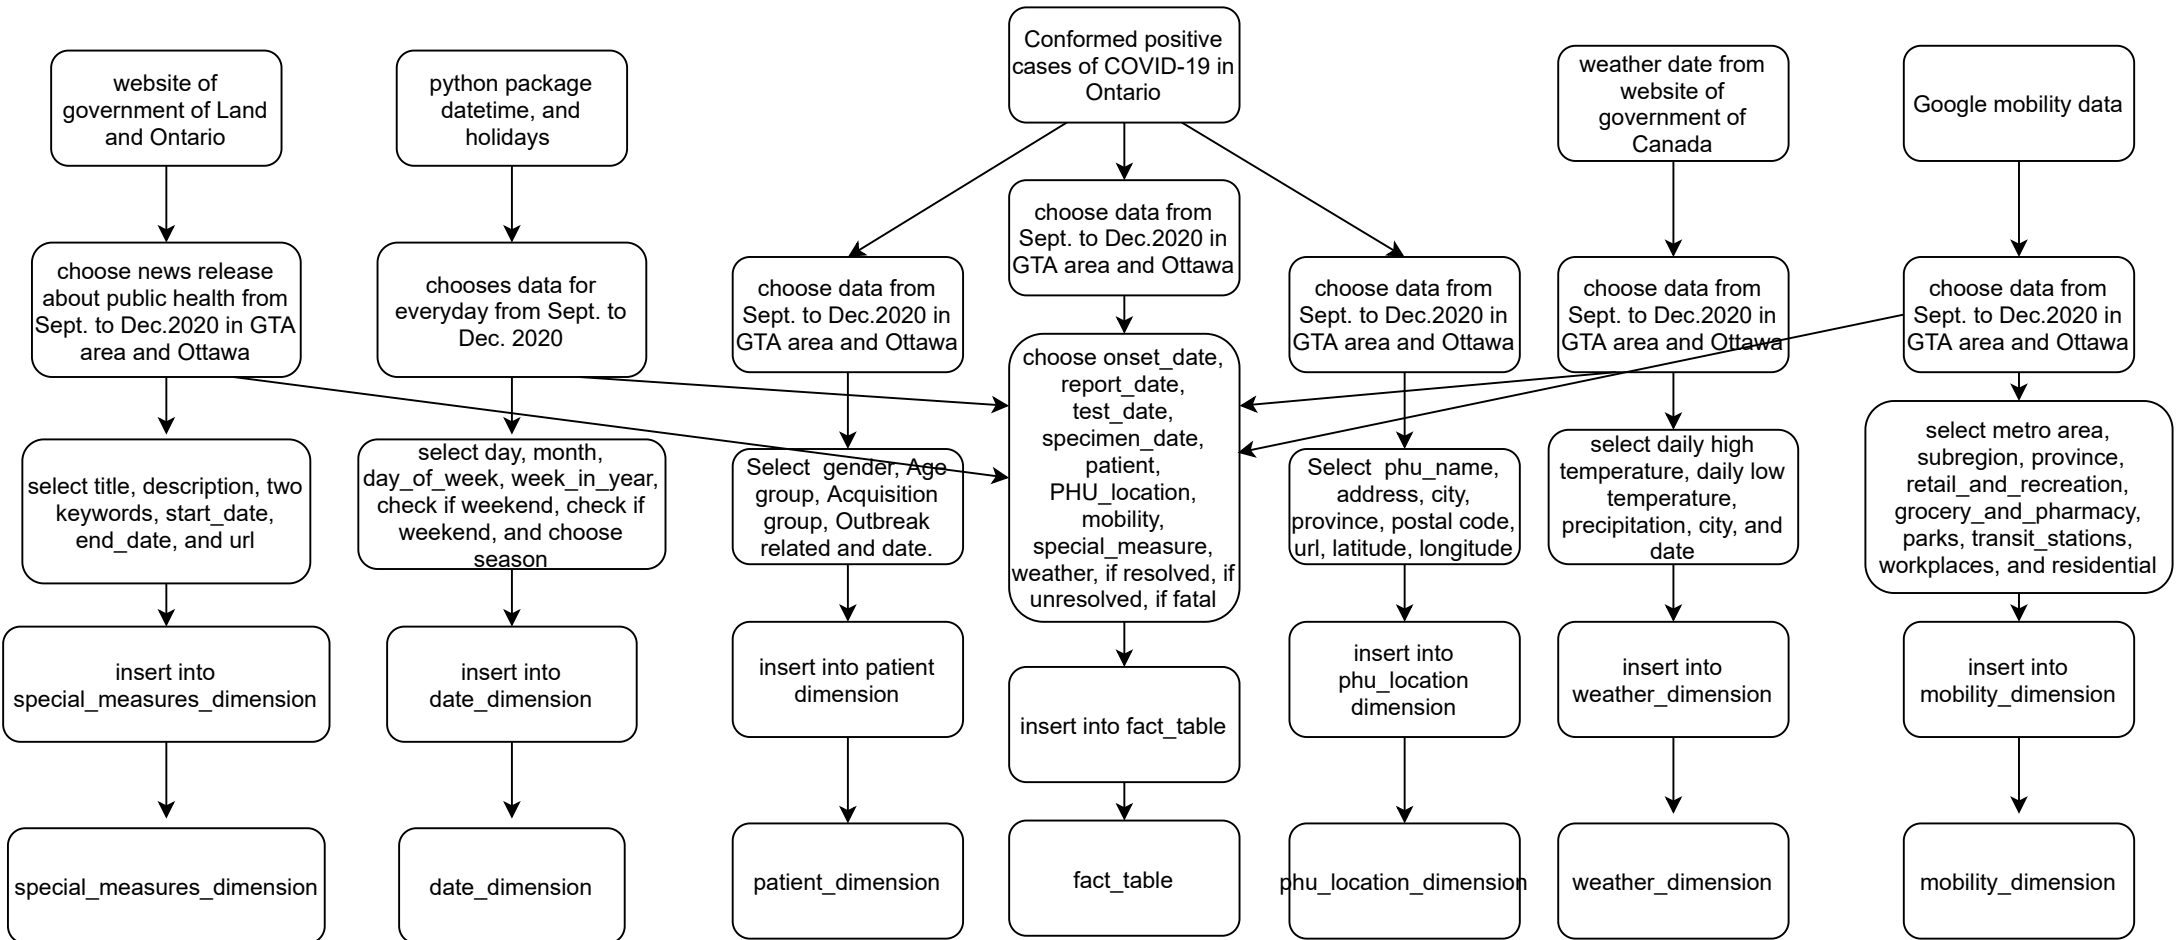 website of
government of Land
and Ontario
python package
datetime, and
holidays
Conformed positive
cases of COVID-19 in
Ontario
weather date from
website of
government of
Canada
Google mobility data
choose news release
about public health from
Sept. to Dec.2020 in GTA
area and Ottawa
chooses data for
everyday from Sept. to
Dec. 2020
choose data from
Sept. to Dec.2020 in
GTA area and Ottawa
choose data from
Sept. to Dec.2020 in
GTA area and Ottawa
choose data from
Sept. to Dec.2020 in
GTA area and Ottawa
choose data from
Sept. to Dec.2020 in
GTA area and Ottawa
choose data from
Sept. to Dec.2020 in
GTA area and Ottawa
select title, description, two
keywords, start_date,
end_date, and url
select day, month,
day_of_week, week_in_year,
check if weekend, check if
weekend, and choose
season
Select  gender, Age
group, Acquisition
group, Outbreak
related and date.
choose onset_date,
report_date,
test_date,
specimen_date,
patient,
PHU_location,
mobility,
special_measure,
weather, if resolved, if
unresolved, if fatal
Select  phu_name,
address, city,
province, postal code,
url, latitude, longitude
select daily high
temperature, daily low
temperature,
precipitation, city, and
date
select metro area,
subregion, province,
retail_and_recreation,
grocery_and_pharmacy,
parks, transit_stations,
workplaces, and residential
insert into
special_measures_dimension
insert into
date_dimension
insert into patient
dimension
insert into fact_table
insert into
phu_location
dimension
insert into
weather_dimension
insert into
mobility_dimension
special_measures_dimension
date_dimension
patient_dimension
fact_table
phu_location_dimension
weather_dimension
mobility_dimension